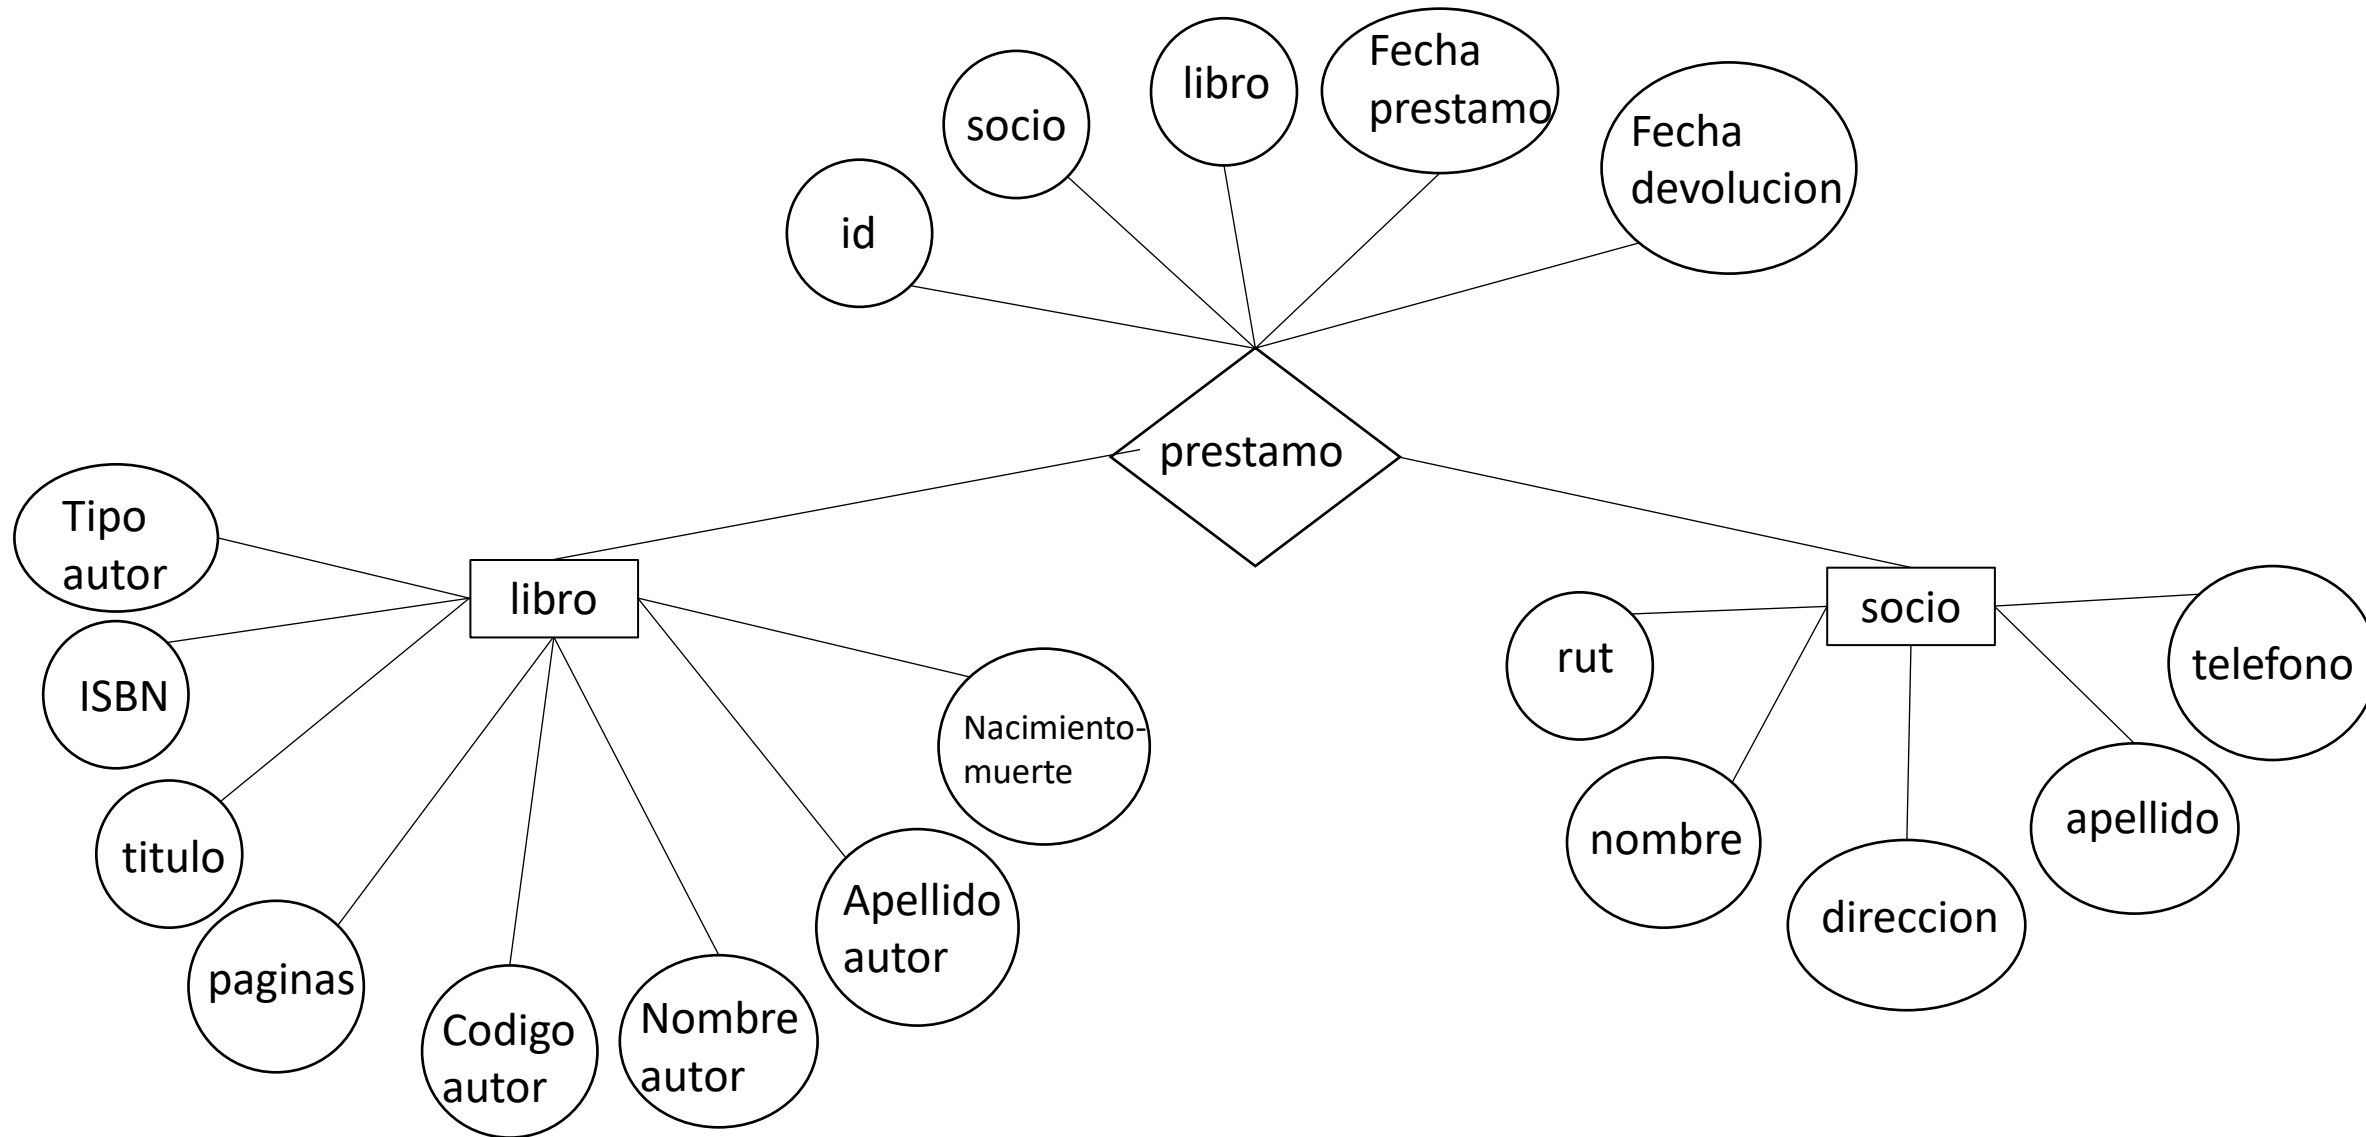 Fecha
prestamo
libro
socio
Fecha
devolucion
id
prestamo
Tipo
autor
libro
socio
ISBN
rut
telefono
Nacimiento-
muerte
titulo
nombre
apellido
Apellido
autor
direccion
paginas
Codigo
autor
Nombre
autor